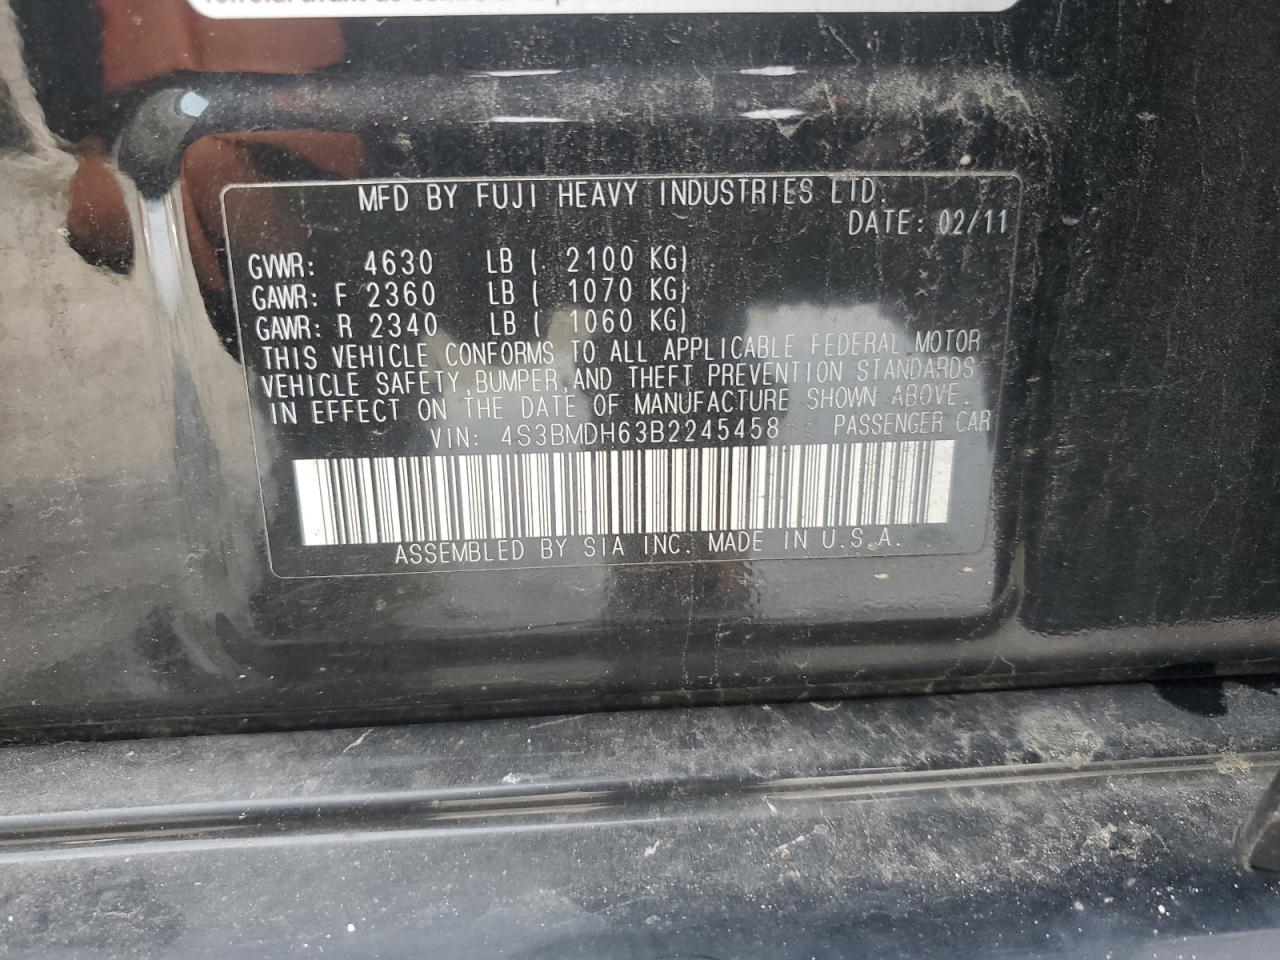 MFD BY FUJI HEAVY INDUSTRIES LTD.
DATE: 02/11
GVWR: 4630 LB ( 2100 KG)
GAWR: F 2360 LB ( 1070 KG)
GAWR: R 2340 LB ( 1060 KG)
THIS VEHICLE CONFORMS TO ALL APPLICABLE FEDERAL MOTOR
VEHICLE SAFETY, BUMPER, AND THEFT PREVENTION STANDARDS
IN EFFECT ON THE DATE OF MANUFACTURE SHOWN ABOVE.
VIN: 4S3BMDH63B2245458 PASSENGER CAR
ASSEMBLED BY SIA INC. MADE IN U.S.A.